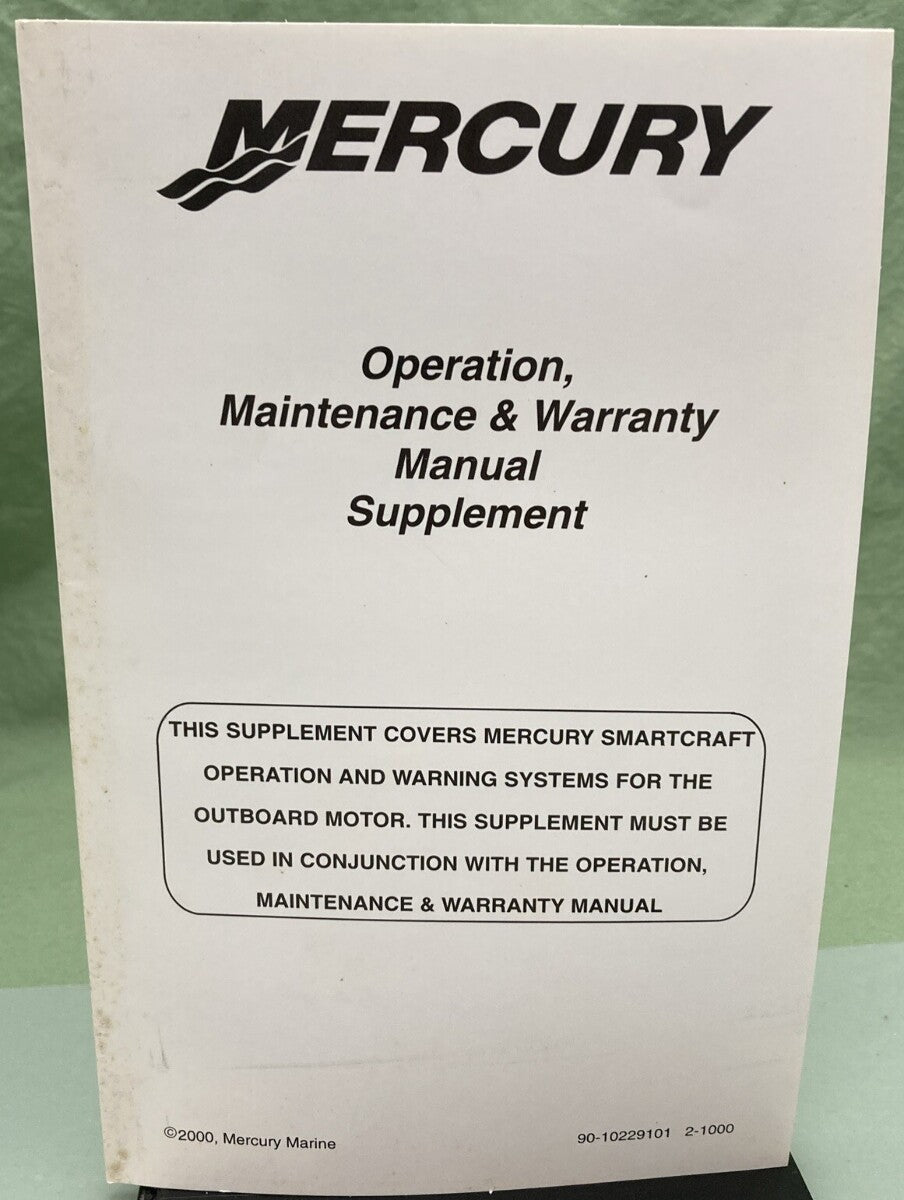 MERCURY
Operation,
Maintenance & Warranty
Manual
Supplement
THIS SUPPLEMENT COVERS MERCURY SMARTCRAFT
OPERATION AND WARNING SYSTEMS FOR THE
OUTBOARD MOTOR. THIS SUPPLEMENT MUST BE
USED IN CONJUNCTION WITH THE OPERATION,
MAINTENANCE & WARRANTY MANUAL
©2000, Mercury Marine
90-10229101 2-1000